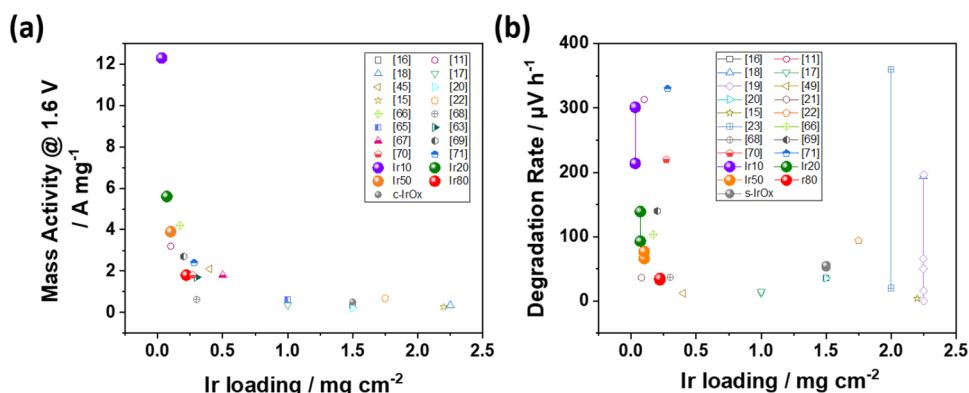 (a)
Mass Activity @ 1.6 V
/ A mg⁻¹
12
10
8
6
4
2
0
[16] [11]
[18] [17]
[45] [20]
[15] [22]
[66] [68]
[65] [63]
[67] [69]
[70] [71]
Ir10 Ir20
Ir50 Ir80
c-IrOx
0.0 0.5 1.0 1.5 2.0 2.5
Ir loading / mg cm⁻²
(b)
Degradation Rate / µV h⁻¹
400
300
200
100
0
[16] [11]
[18] [17]
[19] [49]
[20] [21]
[15] [22]
[23] [66]
[68] [69]
[70] [71]
Ir10 Ir20
Ir50 r80
s-IrOx
0.0 0.5 1.0 1.5 2.0 2.5
Ir loading / mg cm⁻²